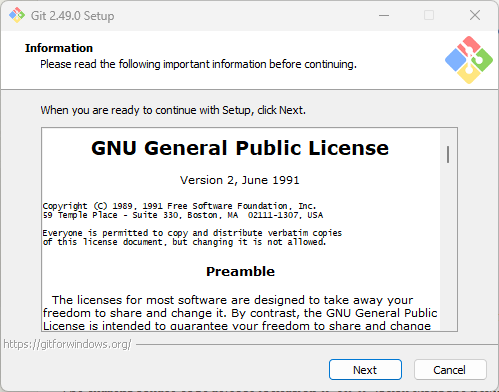 Git 2.49.0 Setup
Information
Please read the following important information before continuing.
When you are ready to continue with Setup, click Next.
GNU General Public License
Version 2, June 1991
Copyright (C) 1989, 1991 Free Software Foundation, Inc.
59 Temple Place - Suite 330, Boston, MA  02111-1307, USA
Everyone is permitted to copy and distribute verbatim copies
of this license document, but changing it is not allowed.
Preamble
The licenses for most software are designed to take away your
freedom to share and change it. By contrast, the GNU General Public
License is intended to guarantee your freedom to share and change
https://gitforwindows.org/
Next
Cancel